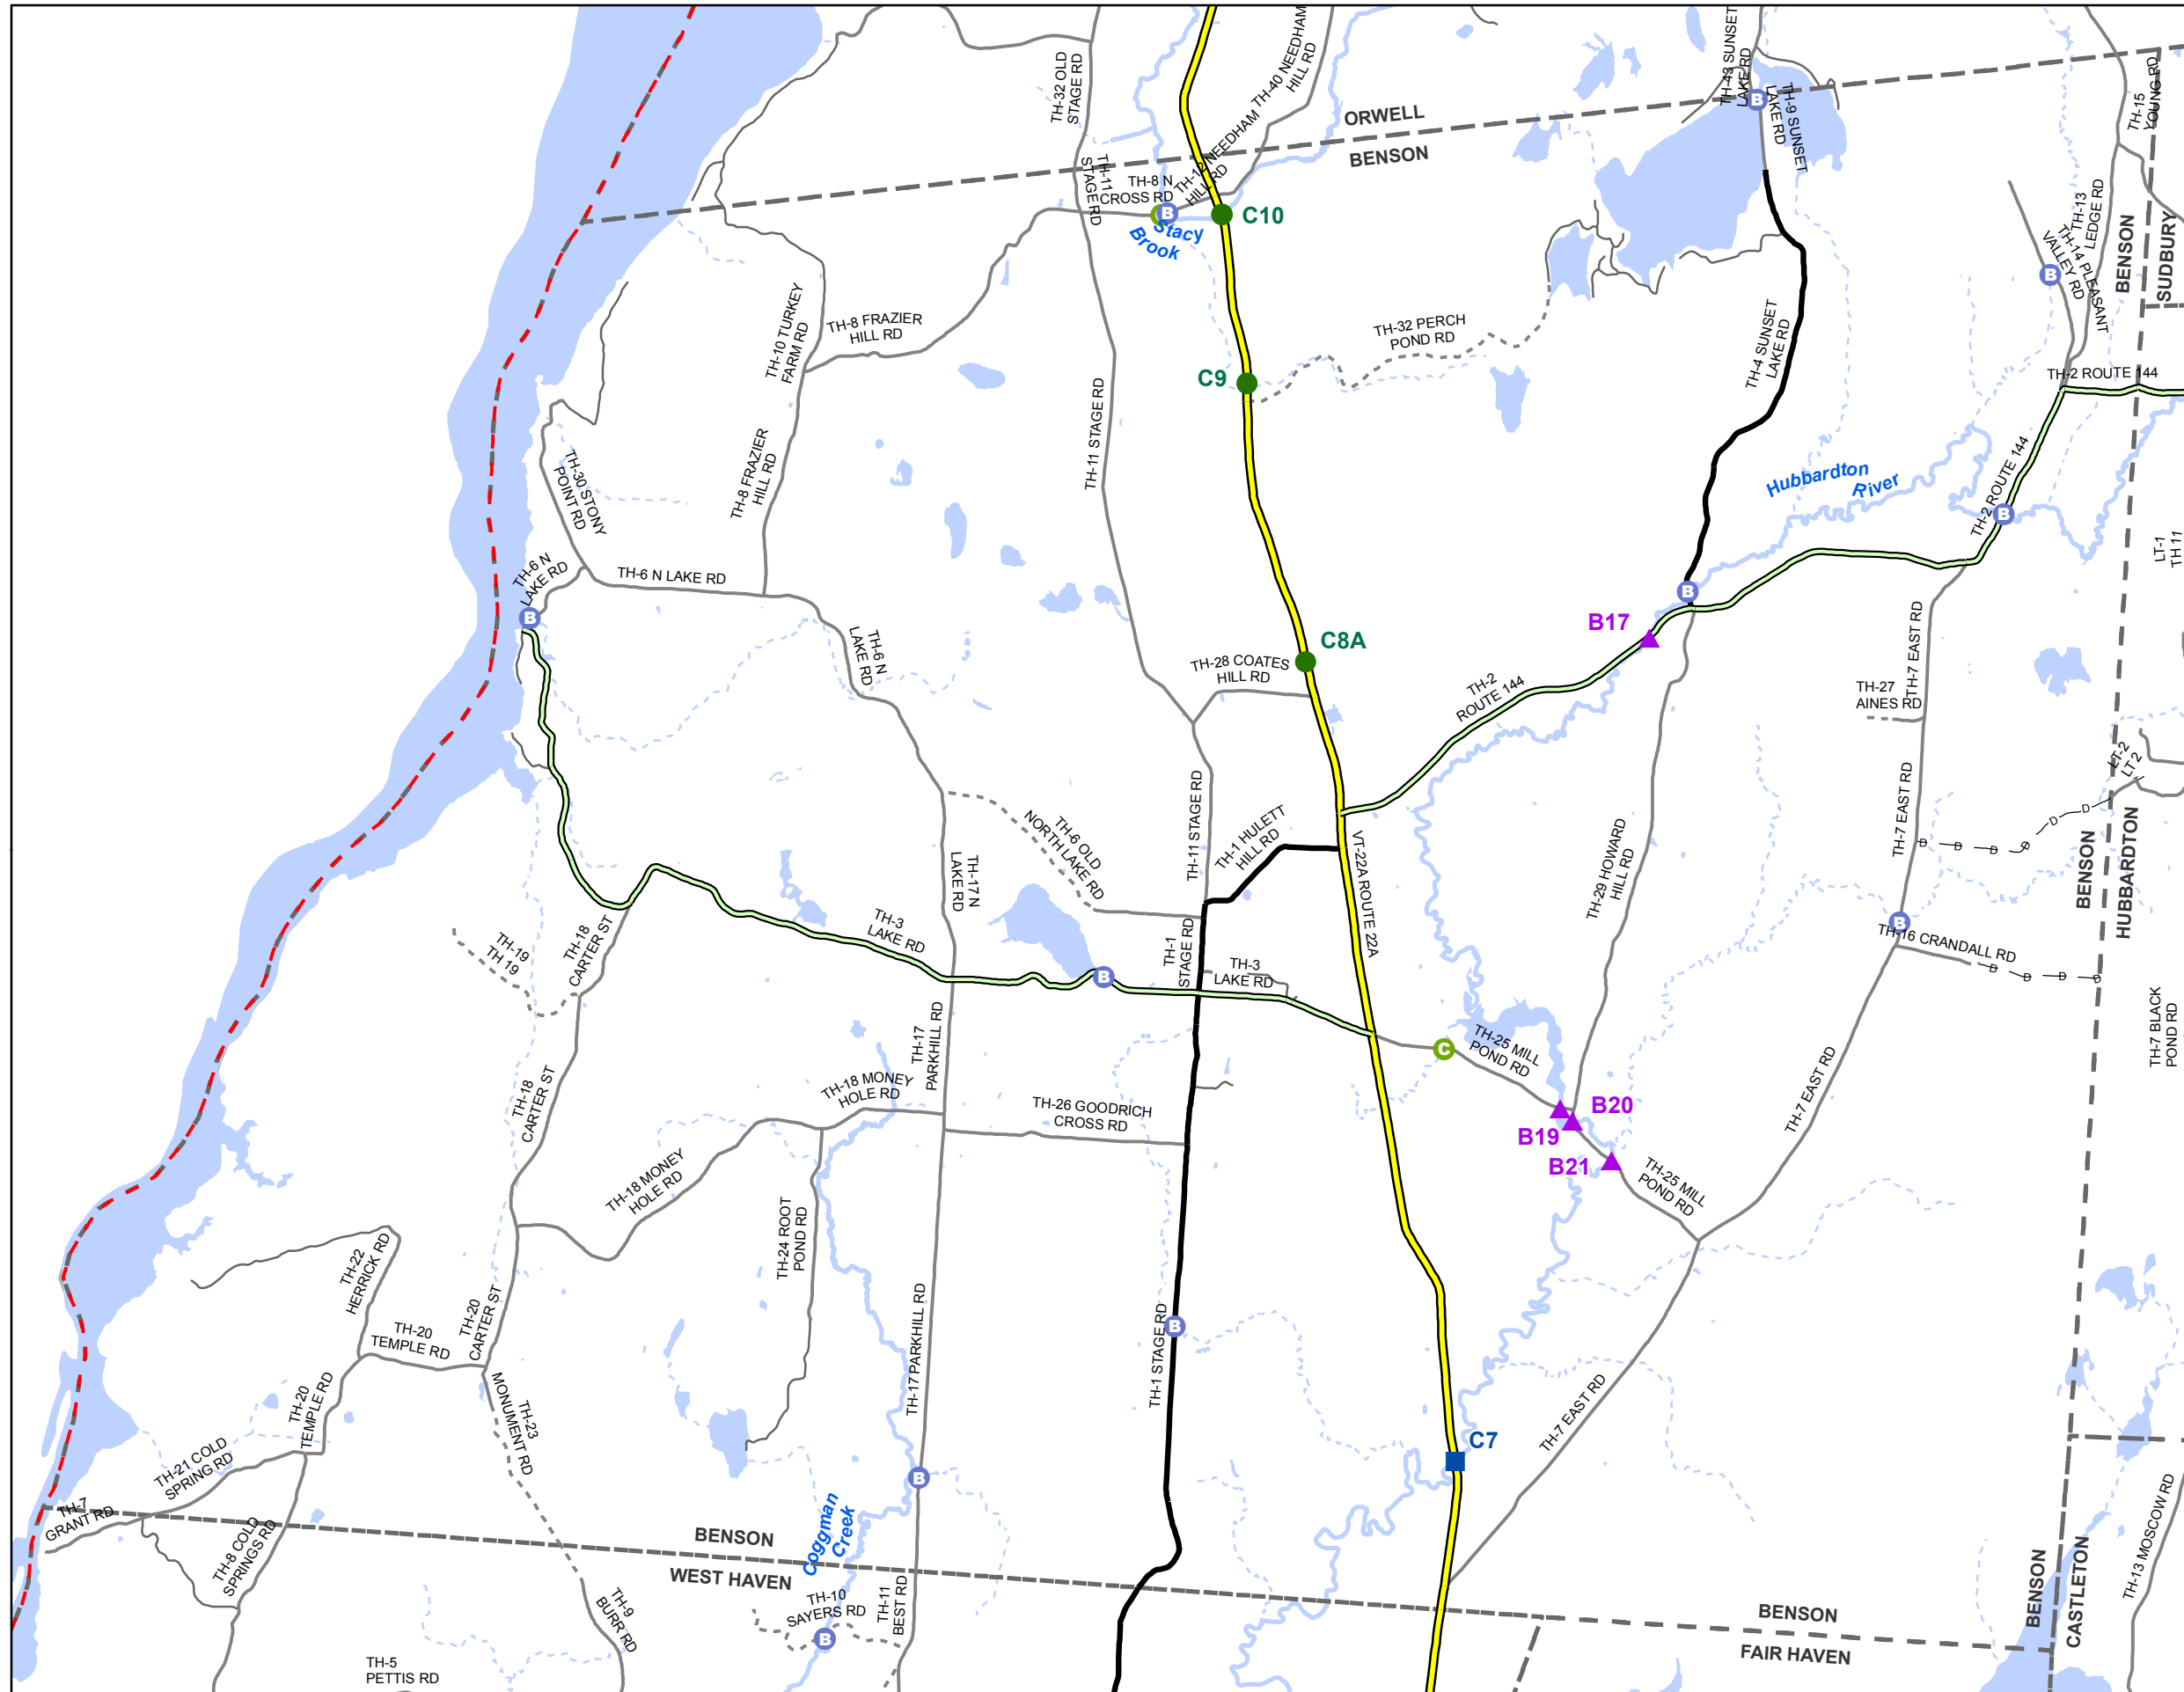 TH-32 OLD
STAGE RD
TH-40 NEEDHAM
HILL RD
TH-43 SUNSET
LAKE RD
TH-9 SUNSET
LAKE RD
B
TH-15
YOUNG RD
ORWELL
BENSON
TH-11
STAGE RD
TH-8 N
CROSS RD
TH-12 NEEDHAM
HILL RD
B
C10
Stacy
Brook
TH-13
LEDGE RD
TH-14 PLEASANT
VALLEY RD
B
BENSON
SUDBURY
TH-10 TURKEY
FARM RD
TH-8 FRAZIER
HILL RD
TH-32 PERCH
POND RD
TH-4 SUNSET
LAKE RD
C9
TH-2 ROUTE 144
TH-11 STAGE RD
TH-8 FRAZIER
HILL RD
TH-30 STONY
POINT RD
Hubbardton
River
TH-2 ROUTE 144
B
LT-1
TH 11
TH-6 N
LAKE RD
TH-6 N LAKE RD
B
B
B17
C8A
TH-6 N
LAKE RD
TH-28 COATES
HILL RD
TH-2
ROUTE 144
TH-7 EAST RD
TH-27
AINES RD
LT-2
LT 2
TH-11 STAGE RD
TH-1 HULETT
HILL RD
TH-6 OLD
NORTH LAKE RD
VT-22A ROUTE 22A
TH-29 HOWARD
HILL RD
TH-7 EAST RD
D D D D D D
BENSON
HUBBARDTON
TH-17 N
LAKE RD
TH-3
LAKE RD
TH-18
CARTER ST
TH-19
TH 19
B
TH-1
STAGE RD
TH-3
LAKE RD
B
TH-16 CRANDALL RD
D D D D
TH-7 BLACK
POND RD
TH-17
PARKHILL RD
C
TH-25 MILL
POND RD
TH-18
CARTER ST
TH-18 MONEY
HOLE RD
TH-26 GOODRICH
CROSS RD
B20
B19
B21
TH-7 EAST RD
TH-25 MILL
POND RD
TH-18 MONEY
HOLE RD
TH-24 ROOT
POND RD
TH-22
HERRICK RD
TH-20
CARTER ST
TH-20
TEMPLE RD
TH-17 PARKHILL RD
TH-1 STAGE RD
B
TH-20
TEMPLE RD
TH-23
MONUMENT RD
TH-7 EAST RD
C7
TH-21 COLD
SPRING RD
TH-7
GRANT RD
TH-8 COLD
SPRINGS RD
B
Coggman
Creek
BENSON
WEST HAVEN
TH-13 MOSCOW RD
BENSON
CASTLETON
TH-9
BURR RD
TH-10
SAYERS RD
B
TH-11
BEST RD
BENSON
FAIR HAVEN
TH-5
PETTIS RD